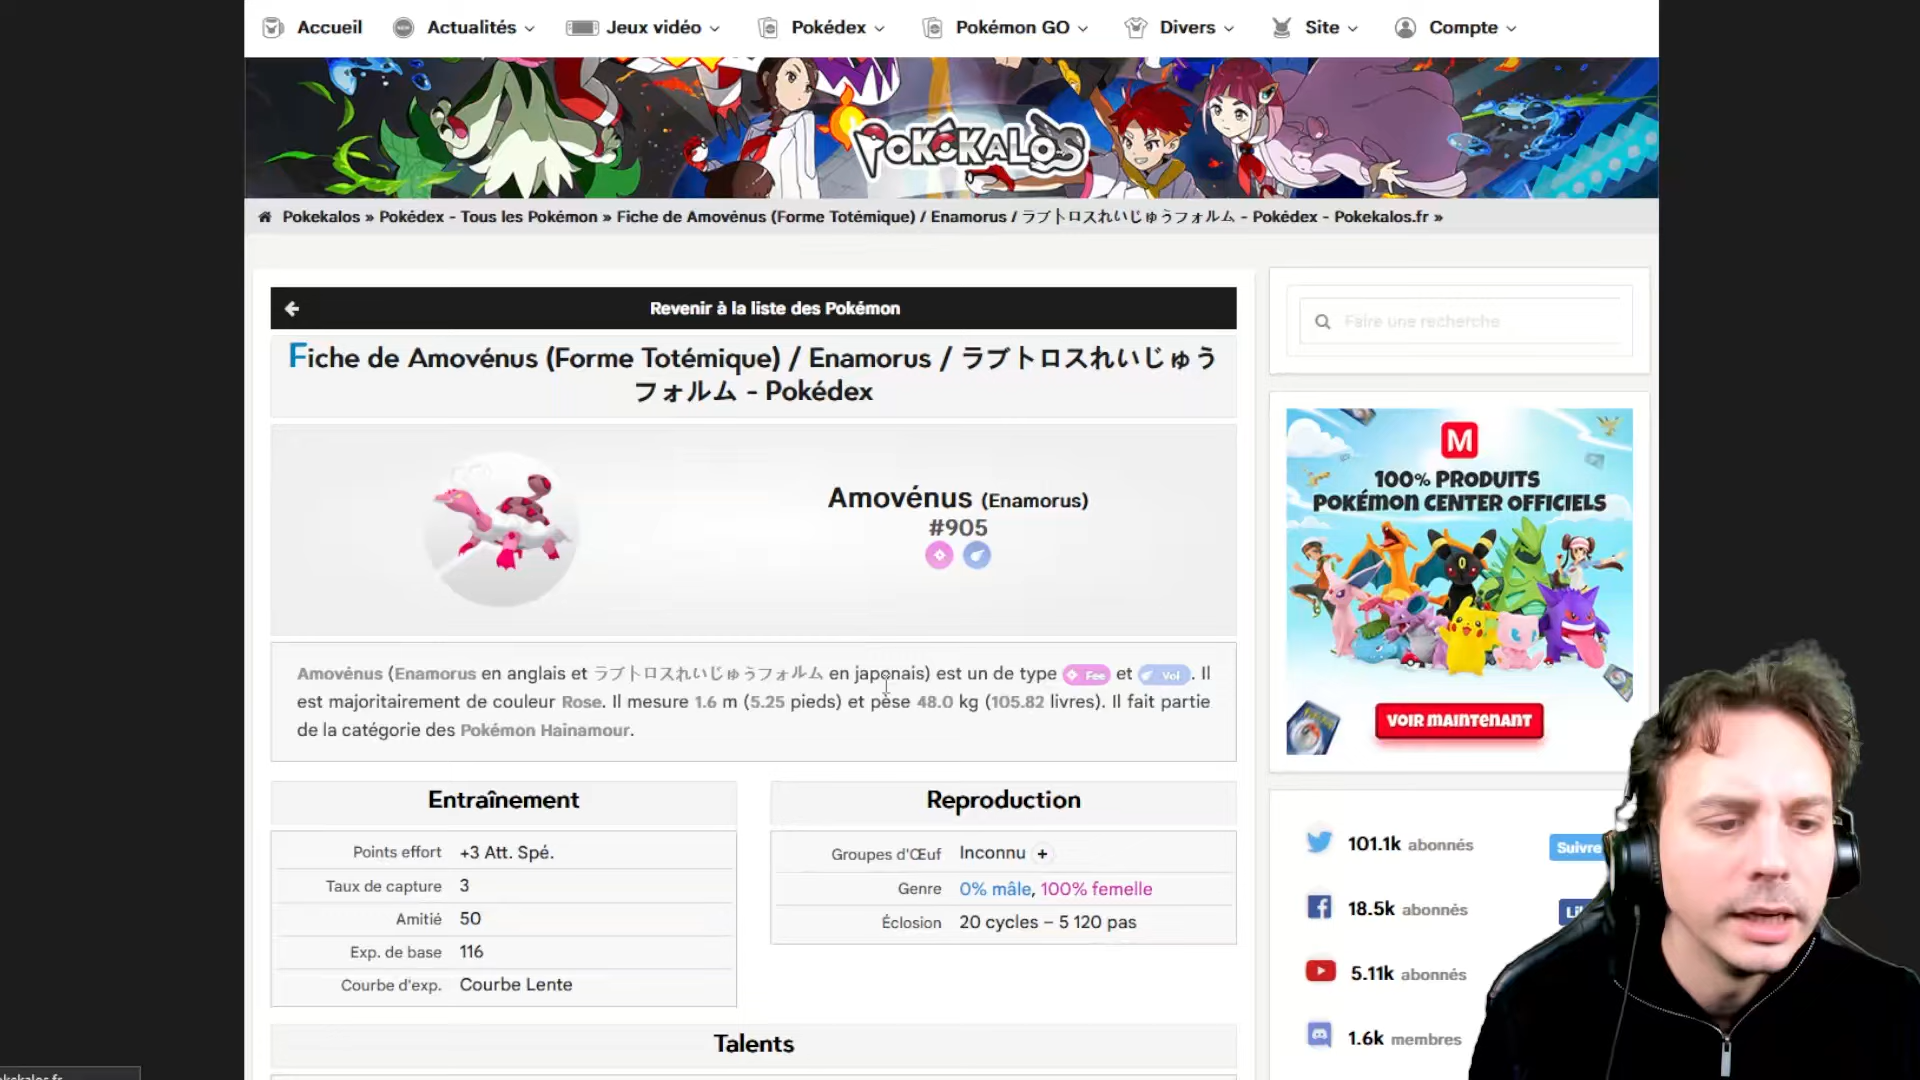 Accueil Actualités Jeux vidéo Pokédex Pokémon GO Divers Site Compte
POKÉKALOS
Pokekalos » Pokédex - Tous les Pokémon » Fiche de Amovénus (Forme Totémique) / Enamorus / ラブトロスれいじゅうフォルム - Pokédex - Pokekalos.fr »
Revenir à la liste des Pokémon
Fiche de Amovénus (Forme Totémique) / Enamorus / ラブトロスれいじゅう
フォルム - Pokédex
Amovénus (Enamorus)
#905
Amovénus (Enamorus en anglais et ラブトロスれいじゅうフォルム en japonais) est un de type Fee et Vol . Il
est majoritairement de couleur Rose. Il mesure 1.6 m (5.25 pieds) et pèse 48.0 kg (105.82 livres). Il fait partie
de la catégorie des Pokémon Hainamour.
Entraînement
Points effort +3 Att. Spé.
Taux de capture 3
Amitié 50
Exp. de base 116
Courbe d'exp. Courbe Lente
Reproduction
Groupes d'Œuf Inconnu +
Genre 0% mâle, 100% femelle
Éclosion 20 cycles – 5 120 pas
Talents
Faire une recherche
M
100% PRODUITS
POKÉMON CENTER OFFICIELS
VOIR MAINTENANT
101.1k abonnés Suivre
18.5k abonnés
5.11k abonnés
1.6k membres